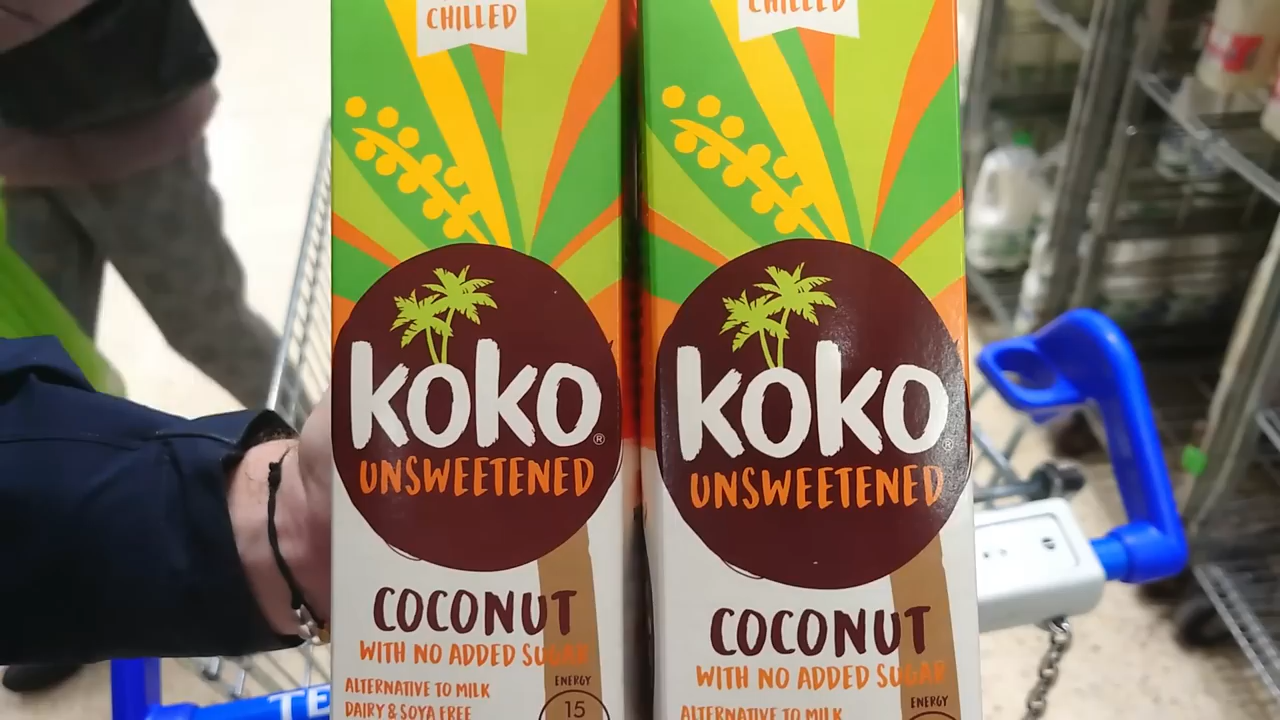 CHILLED
koko®
UNSWEETENED
COCONUT
WITH NO ADDED SUGAR
ALTERNATIVE TO MILK
DAIRY & SOYA FREE
ENERGY
15
CHILLED
koko®
UNSWEETENED
COCONUT
WITH NO ADDED SUGAR
ALTERNATIVE TO MILK
ENERGY
TE